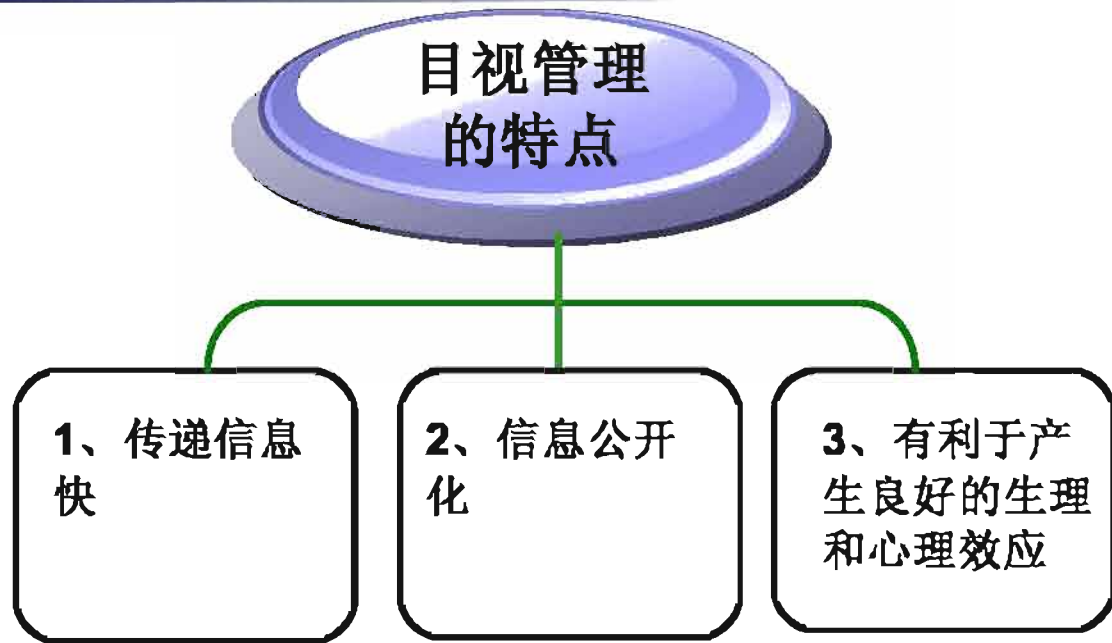 目视管理
的特点
1、传递信息
快
2、信息公开
化
3、有利于产
生良好的生理
和心理效应